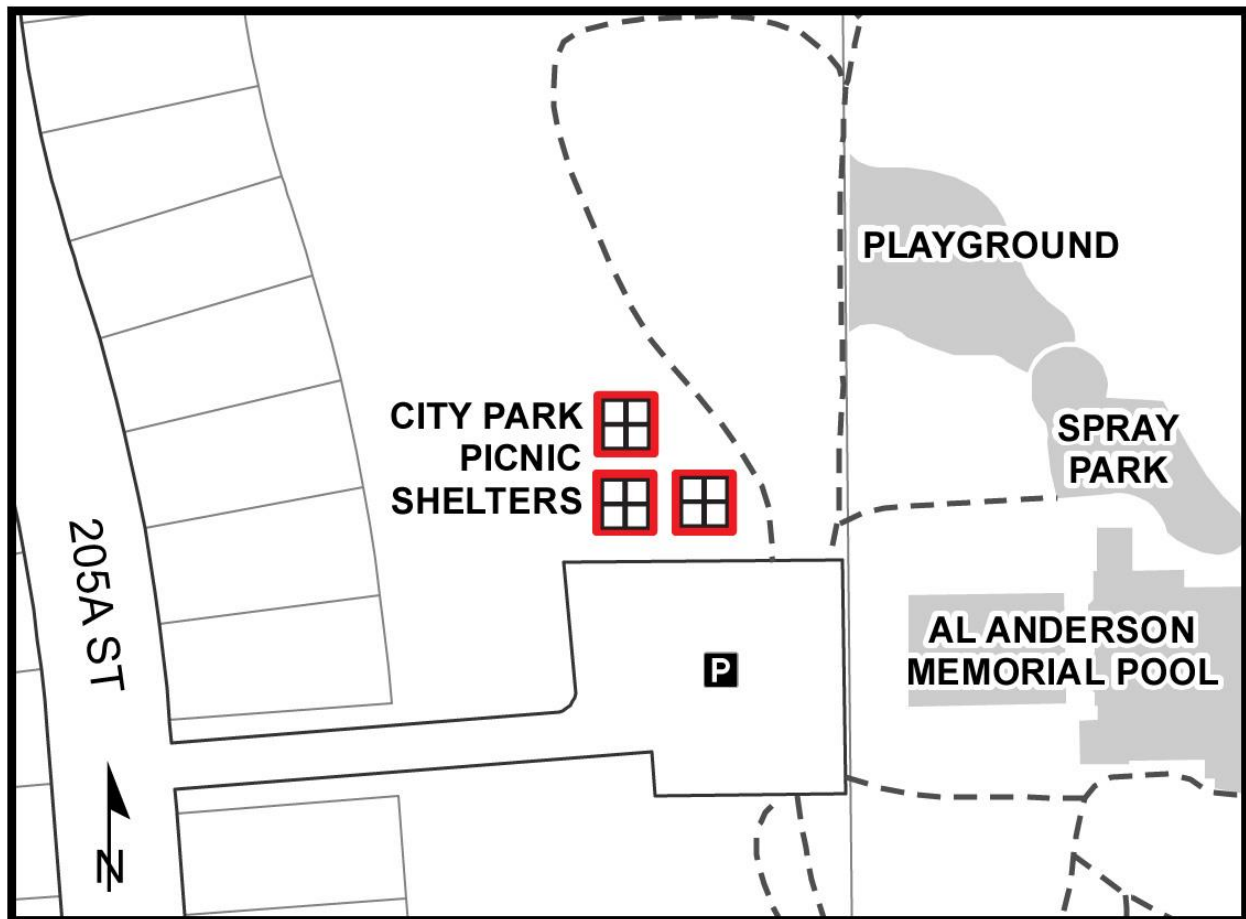 PLAYGROUND
CITY PARK
PICNIC
SHELTERS
SPRAY
PARK
205A ST
AL ANDERSON
MEMORIAL POOL
P
N